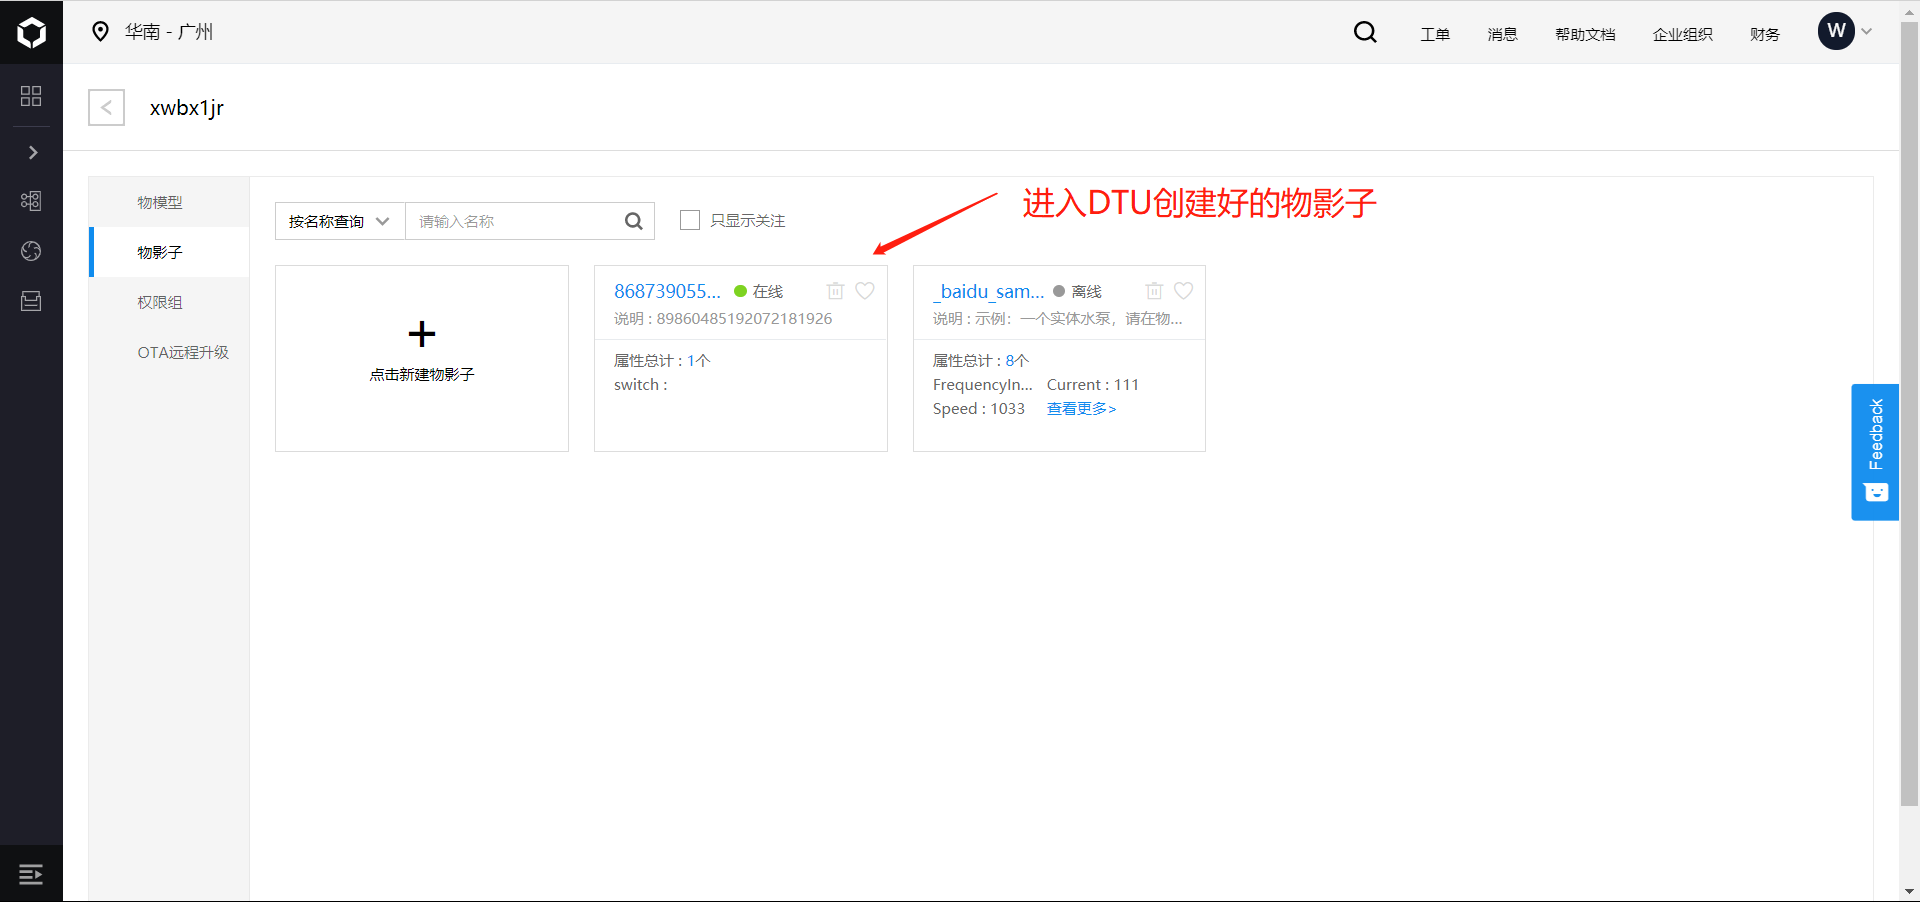 华南 - 广州
工单
消息
帮助文档
企业组织
财务
W
< xwbx1jr
物模型
物影子
权限组
OTA远程升级
按名称查询
请输入名称
只显示关注
进入DTU创建好的物影子
点击新建物影子
868739055... 在线
说明 : 89860485192072181926
属性总计 : 1个
switch :
_baidu_sam... 离线
说明 : 示例：一个实体水泵，请在物...
属性总计 : 8个
FrequencyIn... Current : 111
Speed : 1033 查看更多>
Feedback